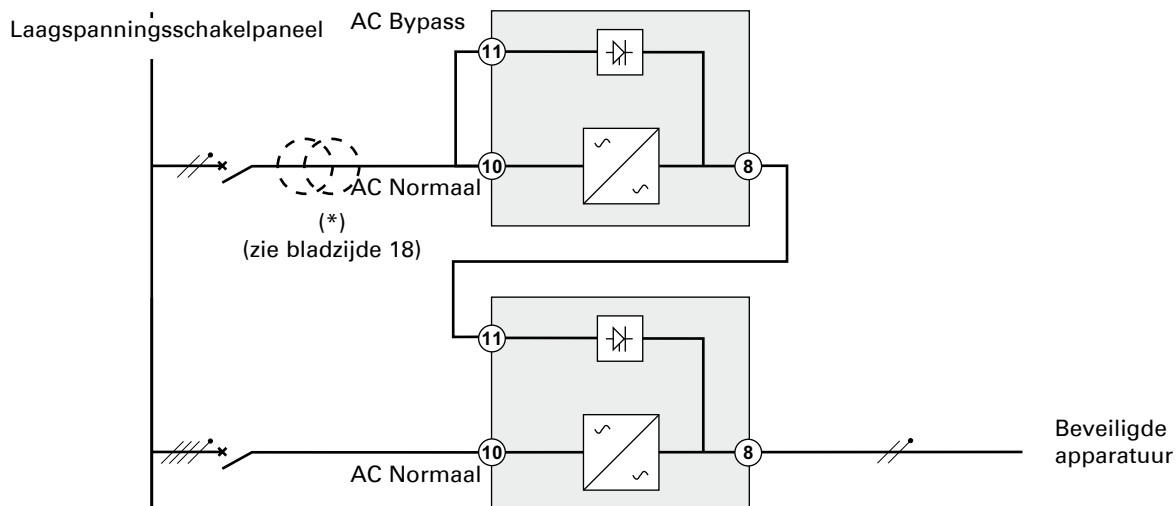 Laagspanningsschakelpaneel
AC Bypass
11
10
8
AC Normaal
(*)
(zie bladzijde 18)
11
10
8
AC Normaal
Beveiligde
apparatuur